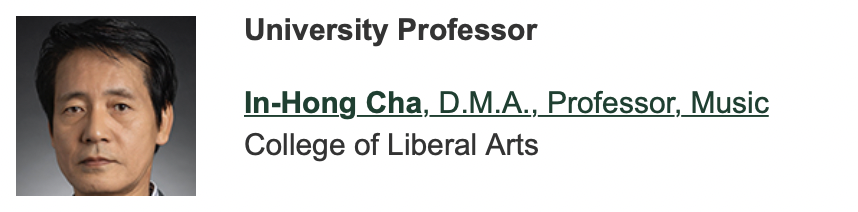 University Professor
In-Hong Cha, D.M.A., Professor, Music
College of Liberal Arts